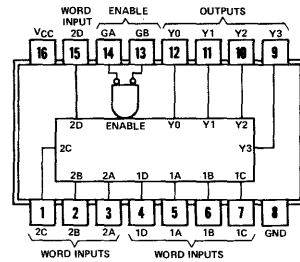 WORD INPUT ENABLE OUTPUTS
VCC 2D GA GB Y0 Y1 Y2 Y3
16 15 14 13 12 11 10 9
2D ENABLE Y0 Y1 Y2
2C Y3
2B 2A 1D 1A 1B 1C
1 2 3 4 5 6 7 8
2C 2B 2A 1D 1A 1B 1C GND
WORD INPUTS WORD INPUTS